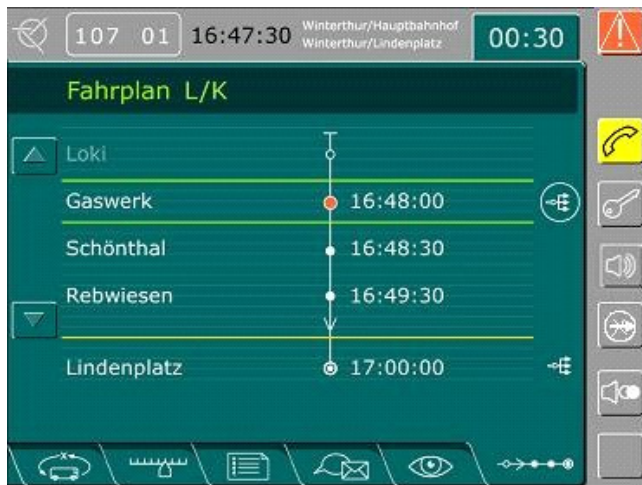 107 01 16:47:30 Winterthur/Hauptbahnhof
Winterthur/Lindenplatz
00:30
Fahrplan L/K
Loki
Gaswerk 16:48:00
Schönthal 16:48:30
Rebwiesen 16:49:30
Lindenplatz 17:00:00